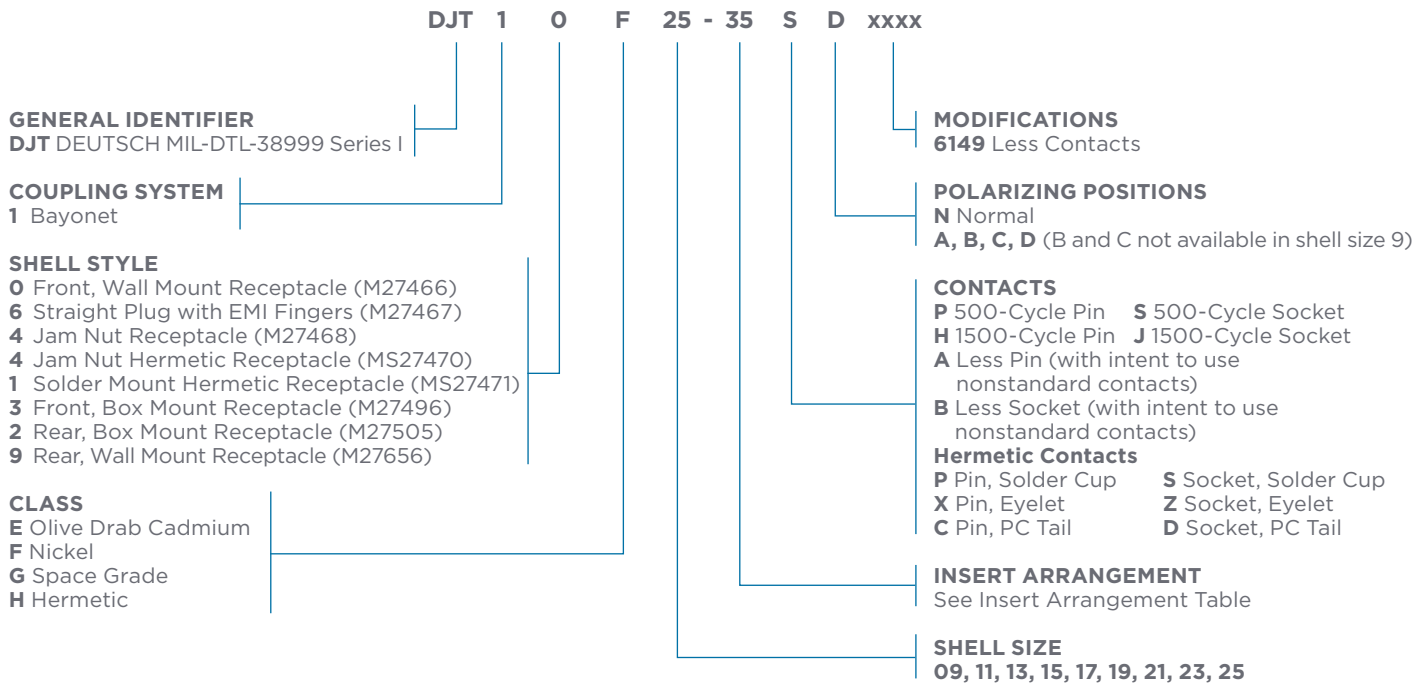 DJT 1 0 F 25 - 35 S D xxxx
GENERAL IDENTIFIER
DJT DEUTSCH MIL-DTL-38999 Series I
COUPLING SYSTEM
1 Bayonet
SHELL STYLE
0 Front, Wall Mount Receptacle (M27466)
6 Straight Plug with EMI Fingers (M27467)
4 Jam Nut Receptacle (M27468)
4 Jam Nut Hermetic Receptacle (MS27470)
1 Solder Mount Hermetic Receptacle (MS27471)
3 Front, Box Mount Receptacle (M27496)
2 Rear, Box Mount Receptacle (M27505)
9 Rear, Wall Mount Receptacle (M27656)
CLASS
E Olive Drab Cadmium
F Nickel
G Space Grade
H Hermetic
MODIFICATIONS
6149 Less Contacts
POLARIZING POSITIONS
N Normal
A, B, C, D (B and C not available in shell size 9)
CONTACTS
P 500-Cycle Pin S 500-Cycle Socket
H 1500-Cycle Pin J 1500-Cycle Socket
A Less Pin (with intent to use
nonstandard contacts)
B Less Socket (with intent to use
nonstandard contacts)
Hermetic Contacts
P Pin, Solder Cup S Socket, Solder Cup
X Pin, Eyelet Z Socket, Eyelet
C Pin, PC Tail D Socket, PC Tail
INSERT ARRANGEMENT
See Insert Arrangement Table
SHELL SIZE
09, 11, 13, 15, 17, 19, 21, 23, 25